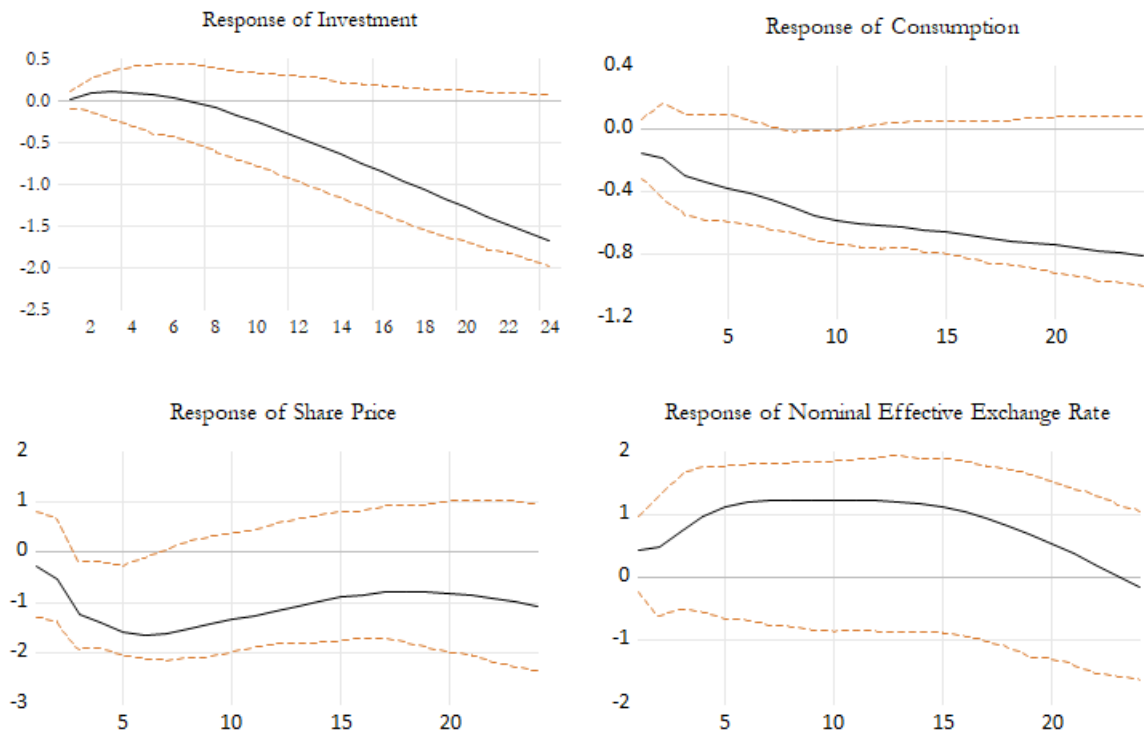 Response of Investment
0.5
0.0
-0.5
-1.0
-1.5
-2.0
-2.5
2 4 6 8 10 12 14 16 18 20 22 24
Response of Consumption
0.4
0.0
-0.4
-0.8
-1.2
5 10 15 20
Response of Share Price
2
1
0
-1
-2
-3
5 10 15 20
Response of Nominal Effective Exchange Rate
2
1
0
-1
-2
5 10 15 20